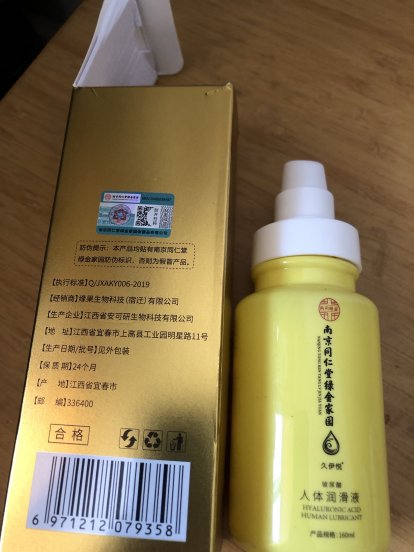 防伪提示：本产品均贴有南京同仁堂
绿金家园防伪标识，否则为假冒产品。
【执行标准】Q/JXAKY006-2019
【经销商】绿果生物科技（宿迁）有限公司
【生产企业】江西省安可研生物科技有限公司
【地　址】江西省宜春市上高县工业园明星路11号
【生产日期/批号】见外包装
【保质期】24个月
【产　地】江西省宜春市
【邮　编】336400
合格
6 971212 079358
南京同仁堂绿金家园
久伊悦
玻尿酸
人体润滑液
HYALURONIC ACID
HUMAN LUBRICANT
产品规格：160ml